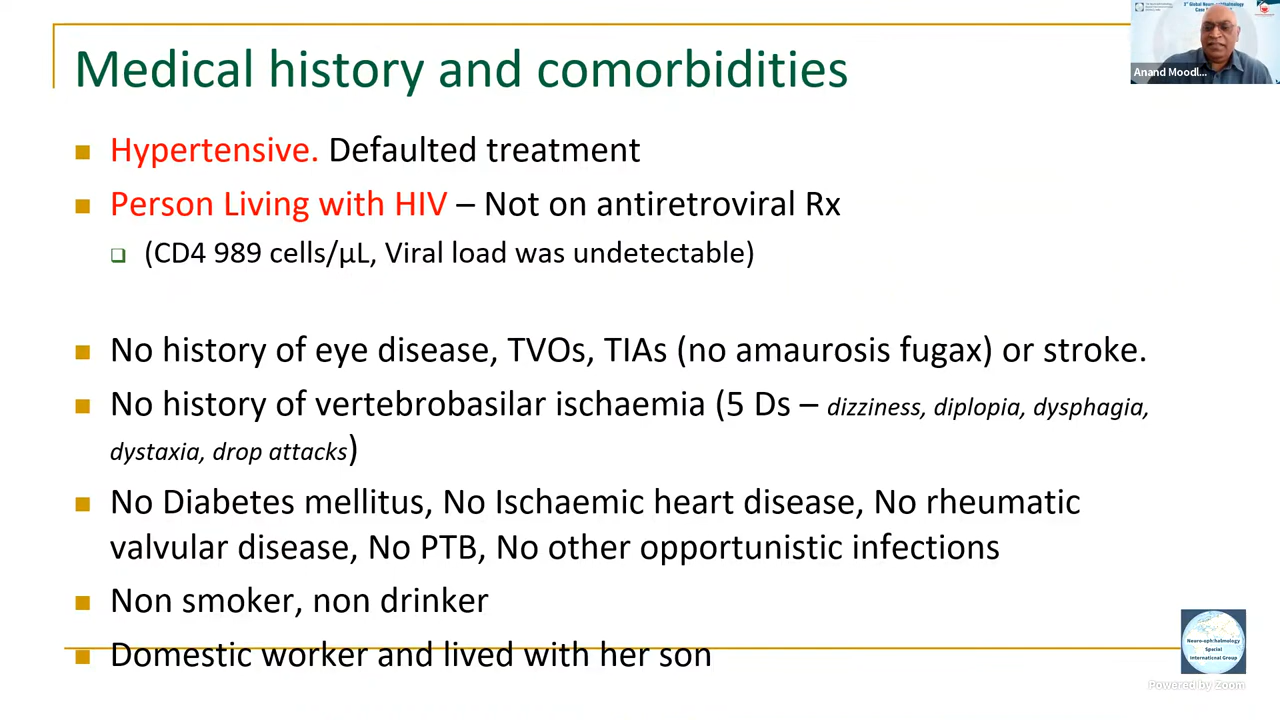 Medical history and comorbidities
Hypertensive. Defaulted treatment
Person Living with HIV – Not on antiretroviral Rx
(CD4 989 cells/µL, Viral load was undetectable)
No history of eye disease, TVOs, TIAs (no amaurosis fugax) or stroke.
No history of vertebrobasilar ischaemia (5 Ds – dizziness, diplopia, dysphagia,
dystaxia, drop attacks)
No Diabetes mellitus, No Ischaemic heart disease, No rheumatic
valvular disease, No PTB, No other opportunistic infections
Non smoker, non drinker
Domestic worker and lived with her son
Anand Moodl...
Neuro-ophthalmology
Special
International Group
Powered by Zoom